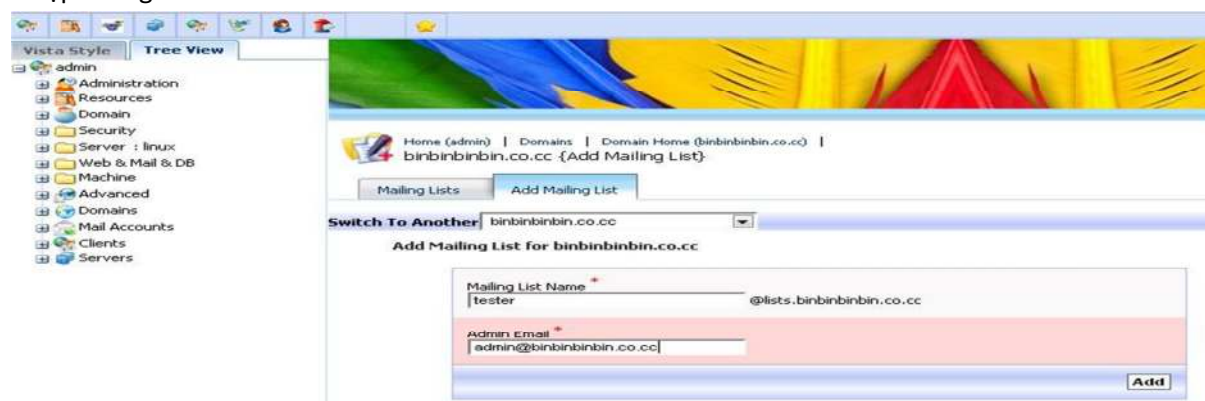 Vista Style Tree View
admin
Administration
Resources
Domain
Security
Server : linux
Web & Mail & DB
Machine
Advanced
Domains
Mail Accounts
Clients
Servers
Home (admin) | Domains | Domain Home (binbinbinbin.co.cc) |
binbinbinbin.co.cc {Add Mailing List}
Mailing Lists Add Mailing List
Switch To Another binbinbinbin.co.cc
Add Mailing List for binbinbinbin.co.cc
Mailing List Name *
tester @lists.binbinbinbin.co.cc
Admin Email *
admin@binbinbinbin.co.cc
Add